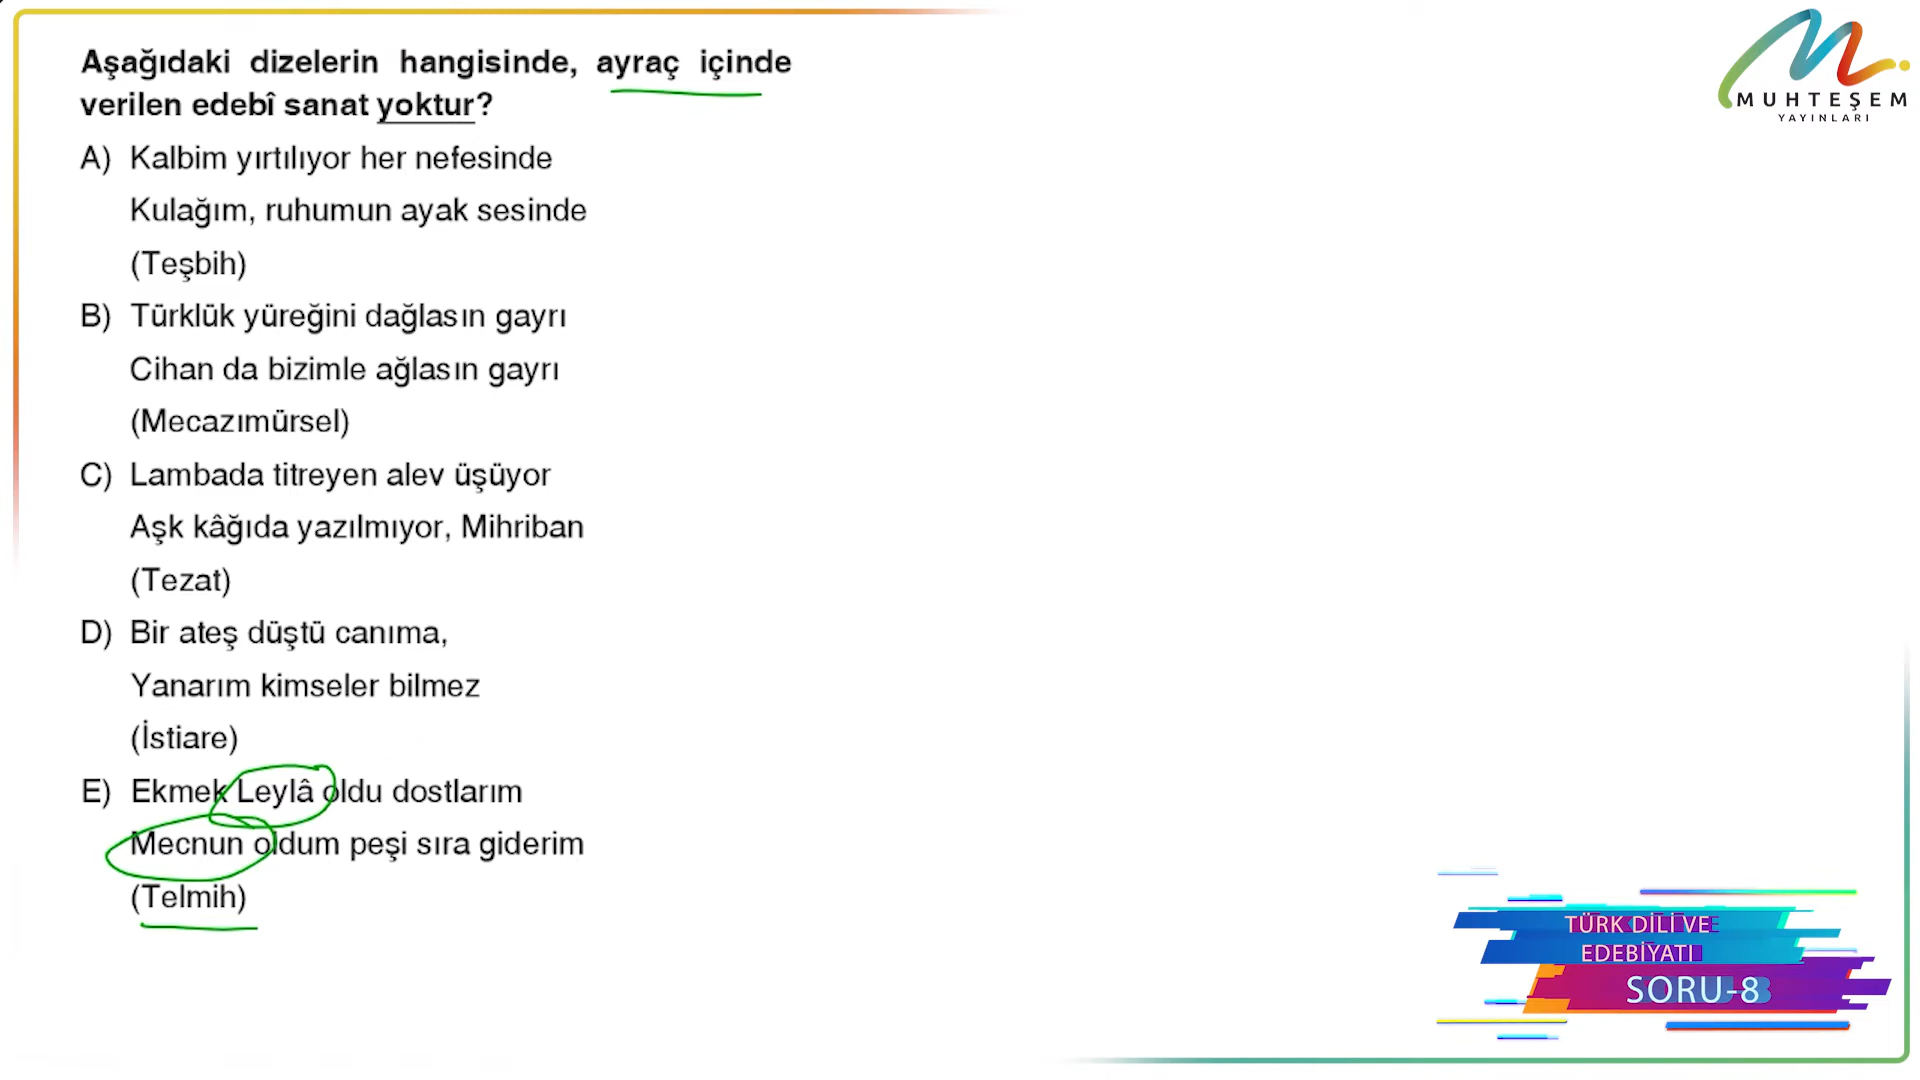 Aşağıdaki dizelerin hangisinde, ayraç içinde
verilen edebî sanat yoktur?
A) Kalbim yırtılıyor her nefesinde
Kulağım, ruhumun ayak sesinde
(Teşbih)
B) Türklük yüreğini dağlasın gayrı
Cihan da bizimle ağlasın gayrı
(Mecazımürsel)
C) Lambada titreyen alev üşüyor
Aşk kâğıda yazılmıyor, Mihriban
(Tezat)
D) Bir ateş düştü canıma,
Yanarım kimseler bilmez
(İstiare)
E) Ekmek Leylâ oldu dostlarım
Mecnun oldum peşi sıra giderim
(Telmih)
MUHTEŞEM
YAYINLARI
TÜRK DİLİ VE
EDEBİYATI
SORU-8